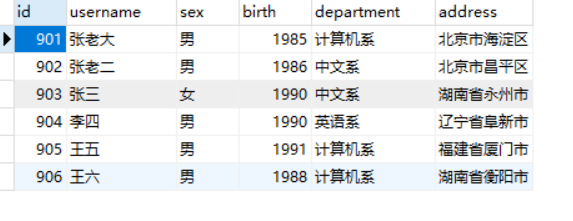 id username sex birth department address
901 张老大 男 1985 计算机系 北京市海淀区
902 张老二 男 1986 中文系 北京市昌平区
903 张三 女 1990 中文系 湖南省永州市
904 李四 男 1990 英语系 辽宁省阜新市
905 王五 男 1991 计算机系 福建省厦门市
906 王六 男 1988 计算机系 湖南省衡阳市